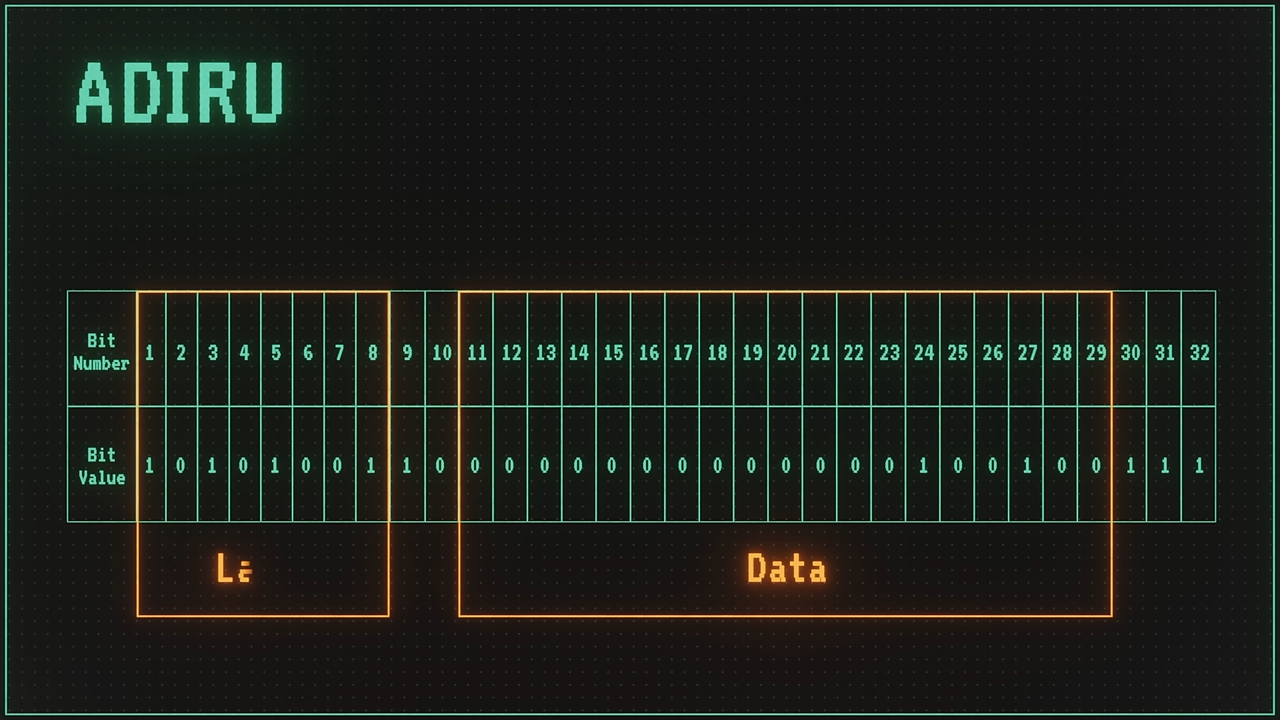 ADIRU
Bit Number 1 2 3 4 5 6 7 8 9 10 11 12 13 14 15 16 17 18 19 20 21 22 23 24 25 26 27 28 29 30 31 32
Bit Value 1 0 1 0 1 0 0 1 1 0 0 0 0 0 0 0 0 0 0 0 0 0 0 1 0 0 1 0 0 1 1 1
Data